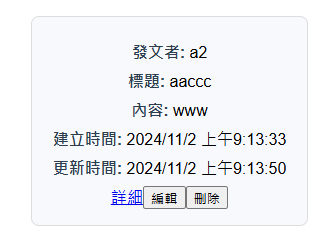 發文者: a2
標題: aaccc
內容: www
建立時間: 2024/11/2 上午9:13:33
更新時間: 2024/11/2 上午9:13:50
詳細編輯刪除